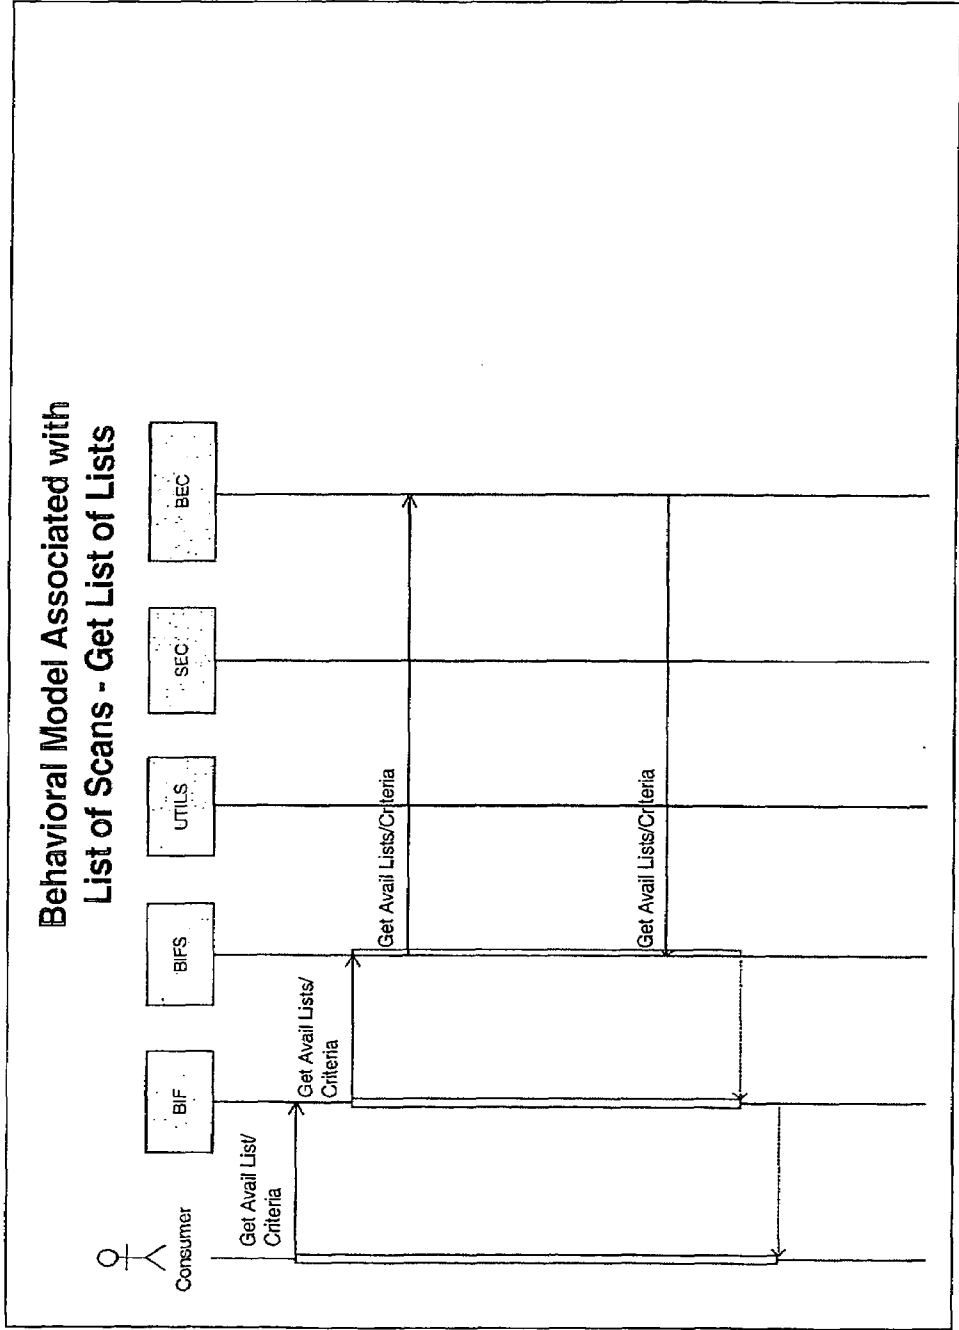 Behavioral Model Associated with
List of Scans - Get List of Lists
Consumer
BIF
BIFS
UTILS
SEC
BEC
Get Avail List/
Criteria
Get Avail Lists/
Criteria
Get Avail Lists/Criteria
Get Avail Lists/Criteria